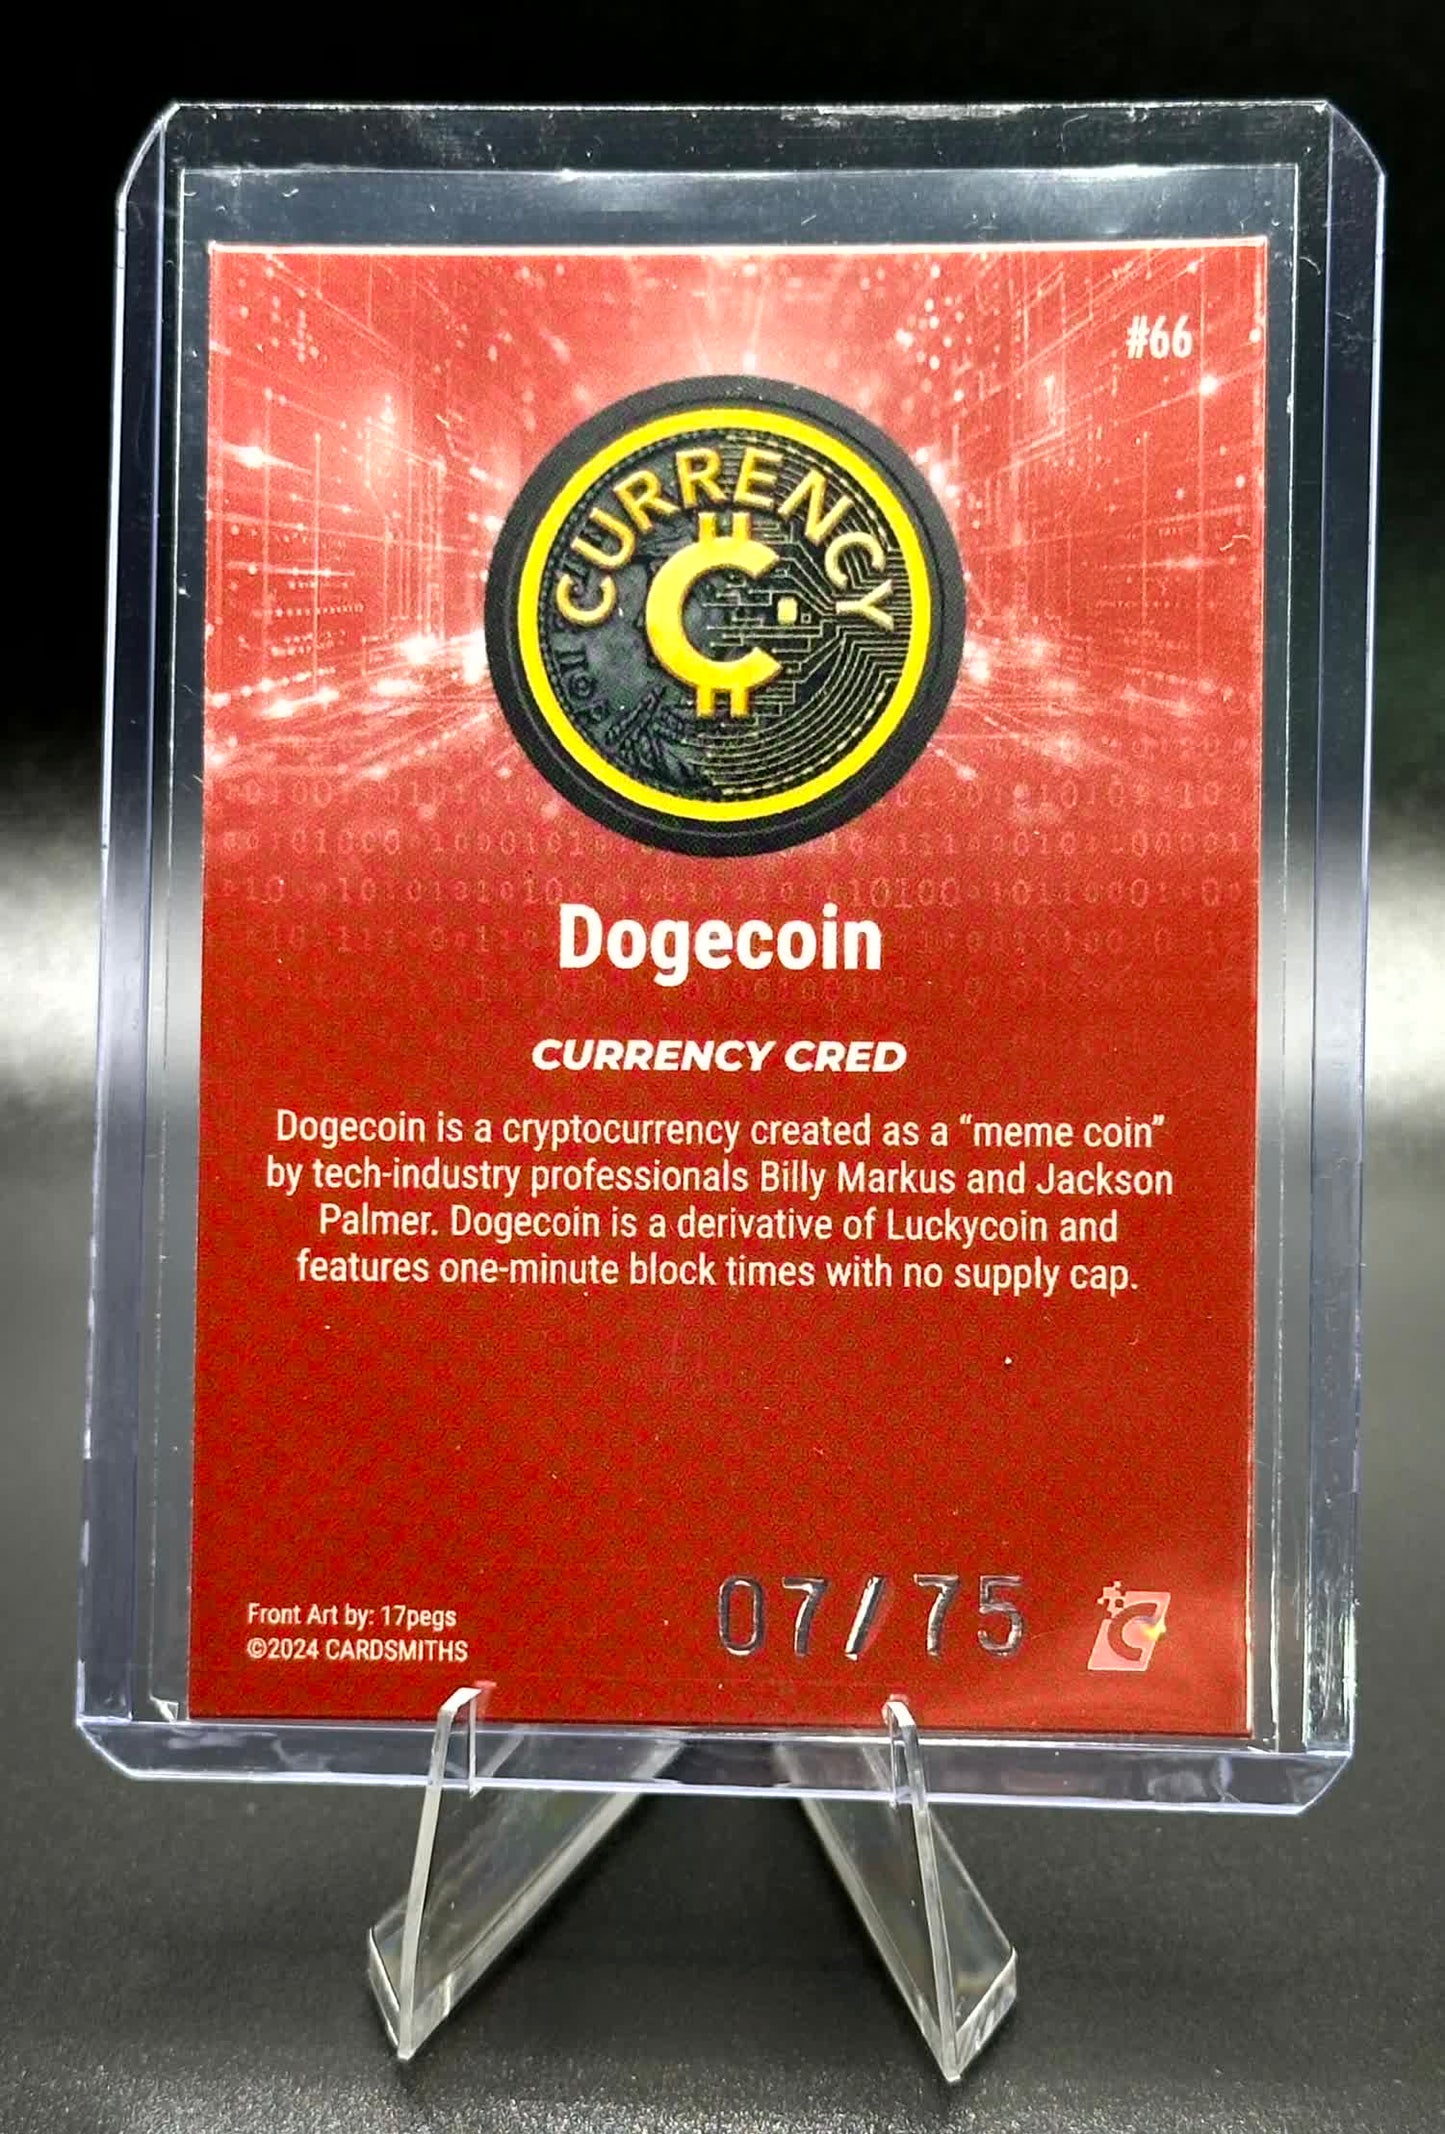 #66
CURRENCY
Dogecoin
CURRENCY CRED
Dogecoin is a cryptocurrency created as a “meme coin”
by tech-industry professionals Billy Markus and Jackson
Palmer. Dogecoin is a derivative of Luckycoin and
features one-minute block times with no supply cap.
07/75
Front Art by: 17pegs
©2024 CARDSMITHS